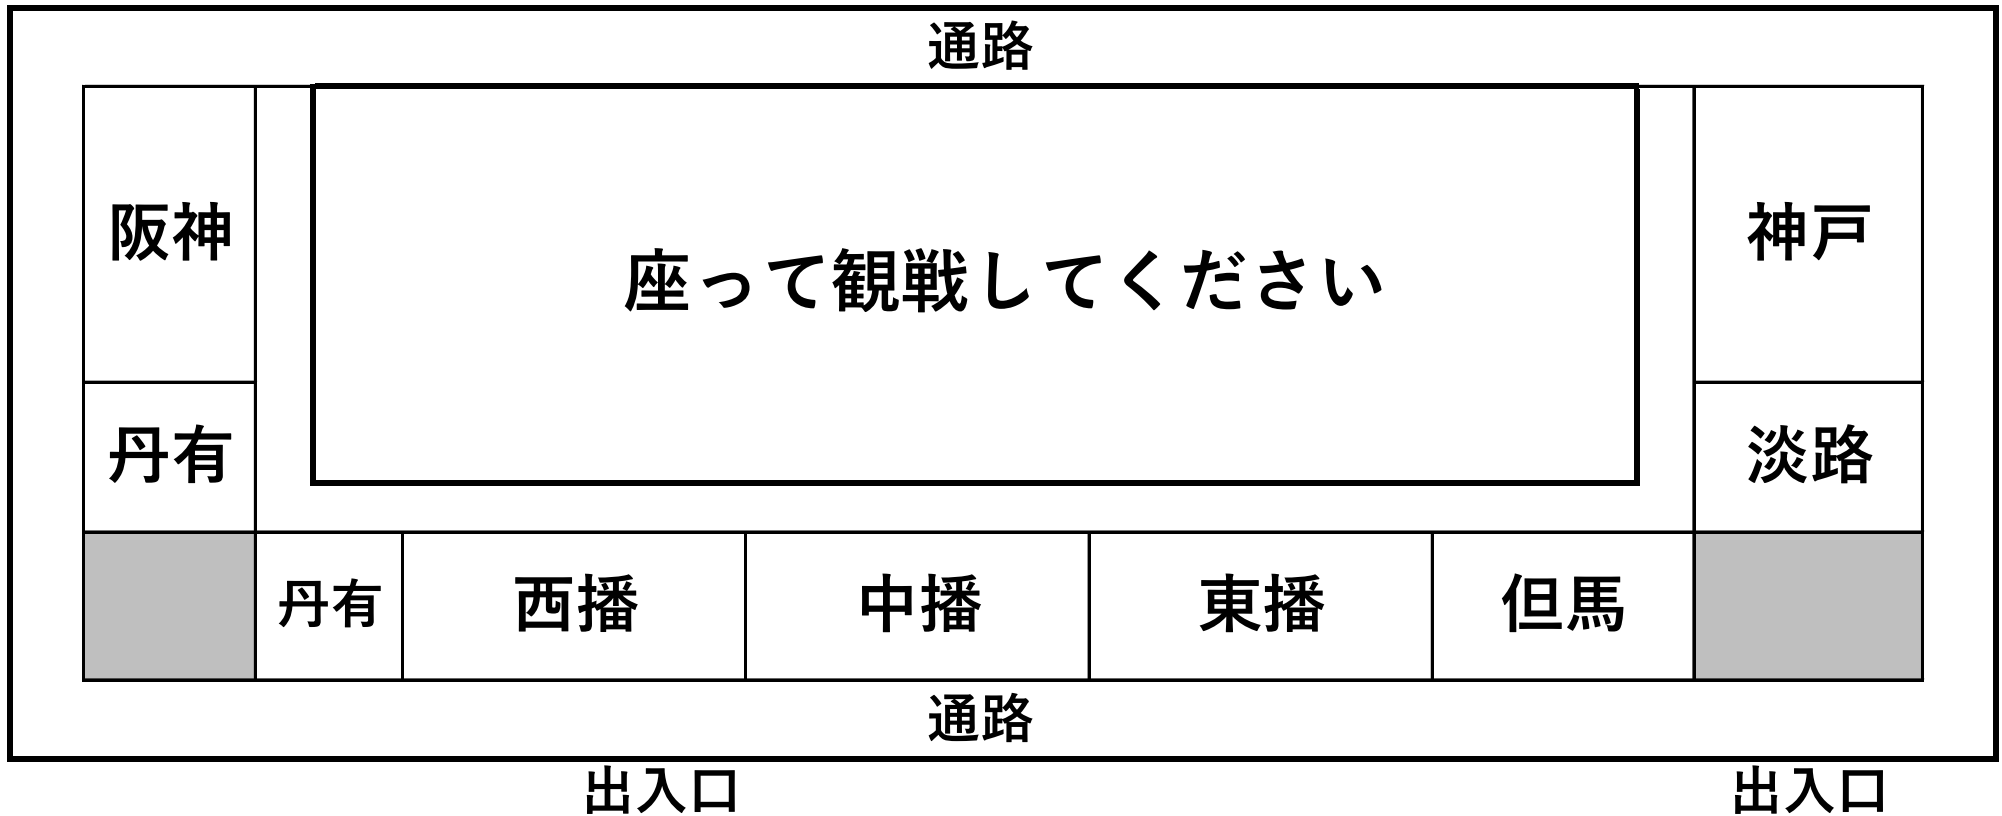 通路
阪神
神戸
座って観戦してください
丹有
淡路
丹有
西播
中播
東播
但馬
通路
出入口
出入口